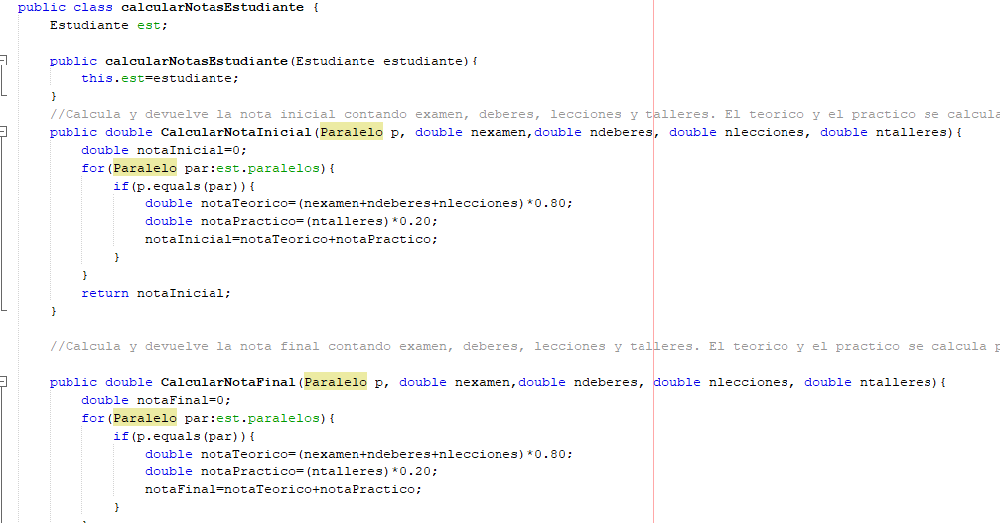 public class calcularNotasEstudiante {
Estudiante est;
public calcularNotasEstudiante(Estudiante estudiante){
this.est=estudiante;
}
//Calcula y devuelve la nota inicial contando examen, deberes, lecciones y talleres. El teorico y el practico se calcula
public double CalcularNotaInicial(Paralelo p, double nexamen,double ndeberes, double nlecciones, double ntalleres){
double notaInicial=0;
for(Paralelo par:est.paralelos){
if(p.equals(par)){
double notaTeorico=(nexamen+ndeberes+nlecciones)*0.80;
double notaPractico=(ntalleres)*0.20;
notaInicial=notaTeorico+notaPractico;
}
}
return notaInicial;
}
//Calcula y devuelve la nota final contando examen, deberes, lecciones y talleres. El teorico y el practico se calcula p
public double CalcularNotaFinal(Paralelo p, double nexamen,double ndeberes, double nlecciones, double ntalleres){
double notaFinal=0;
for(Paralelo par:est.paralelos){
if(p.equals(par)){
double notaTeorico=(nexamen+ndeberes+nlecciones)*0.80;
double notaPractico=(ntalleres)*0.20;
notaFinal=notaTeorico+notaPractico;
}